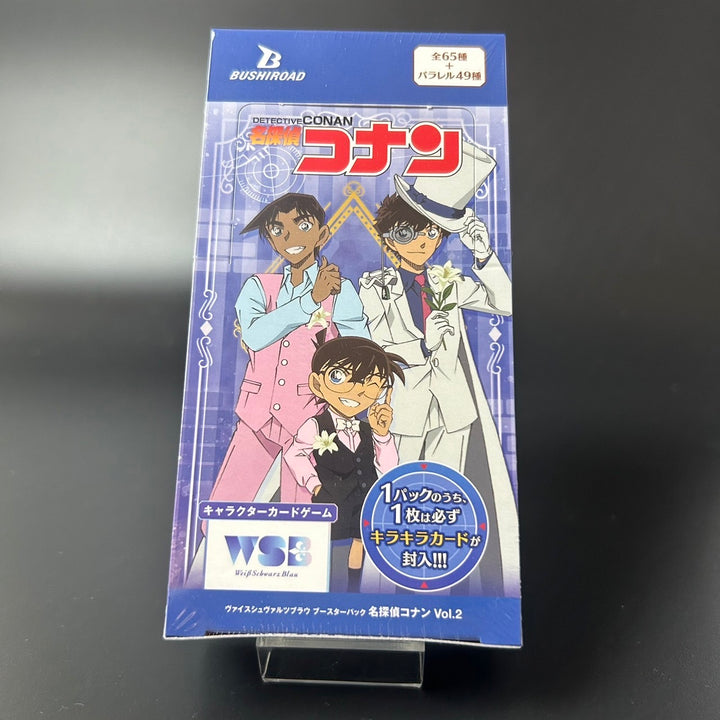 BUSHIROAD
全65種
+
パラレル49種
DETECTIVE CONAN
名探偵
コナン
1パックのうち、
1枚は必ず
キラキラカードが
封入!!!
キャラクターカードゲーム
WSB
Weiß Schwarz Blau
ヴァイスシュヴァルツブラウ ブースターパック 名探偵コナン Vol.2